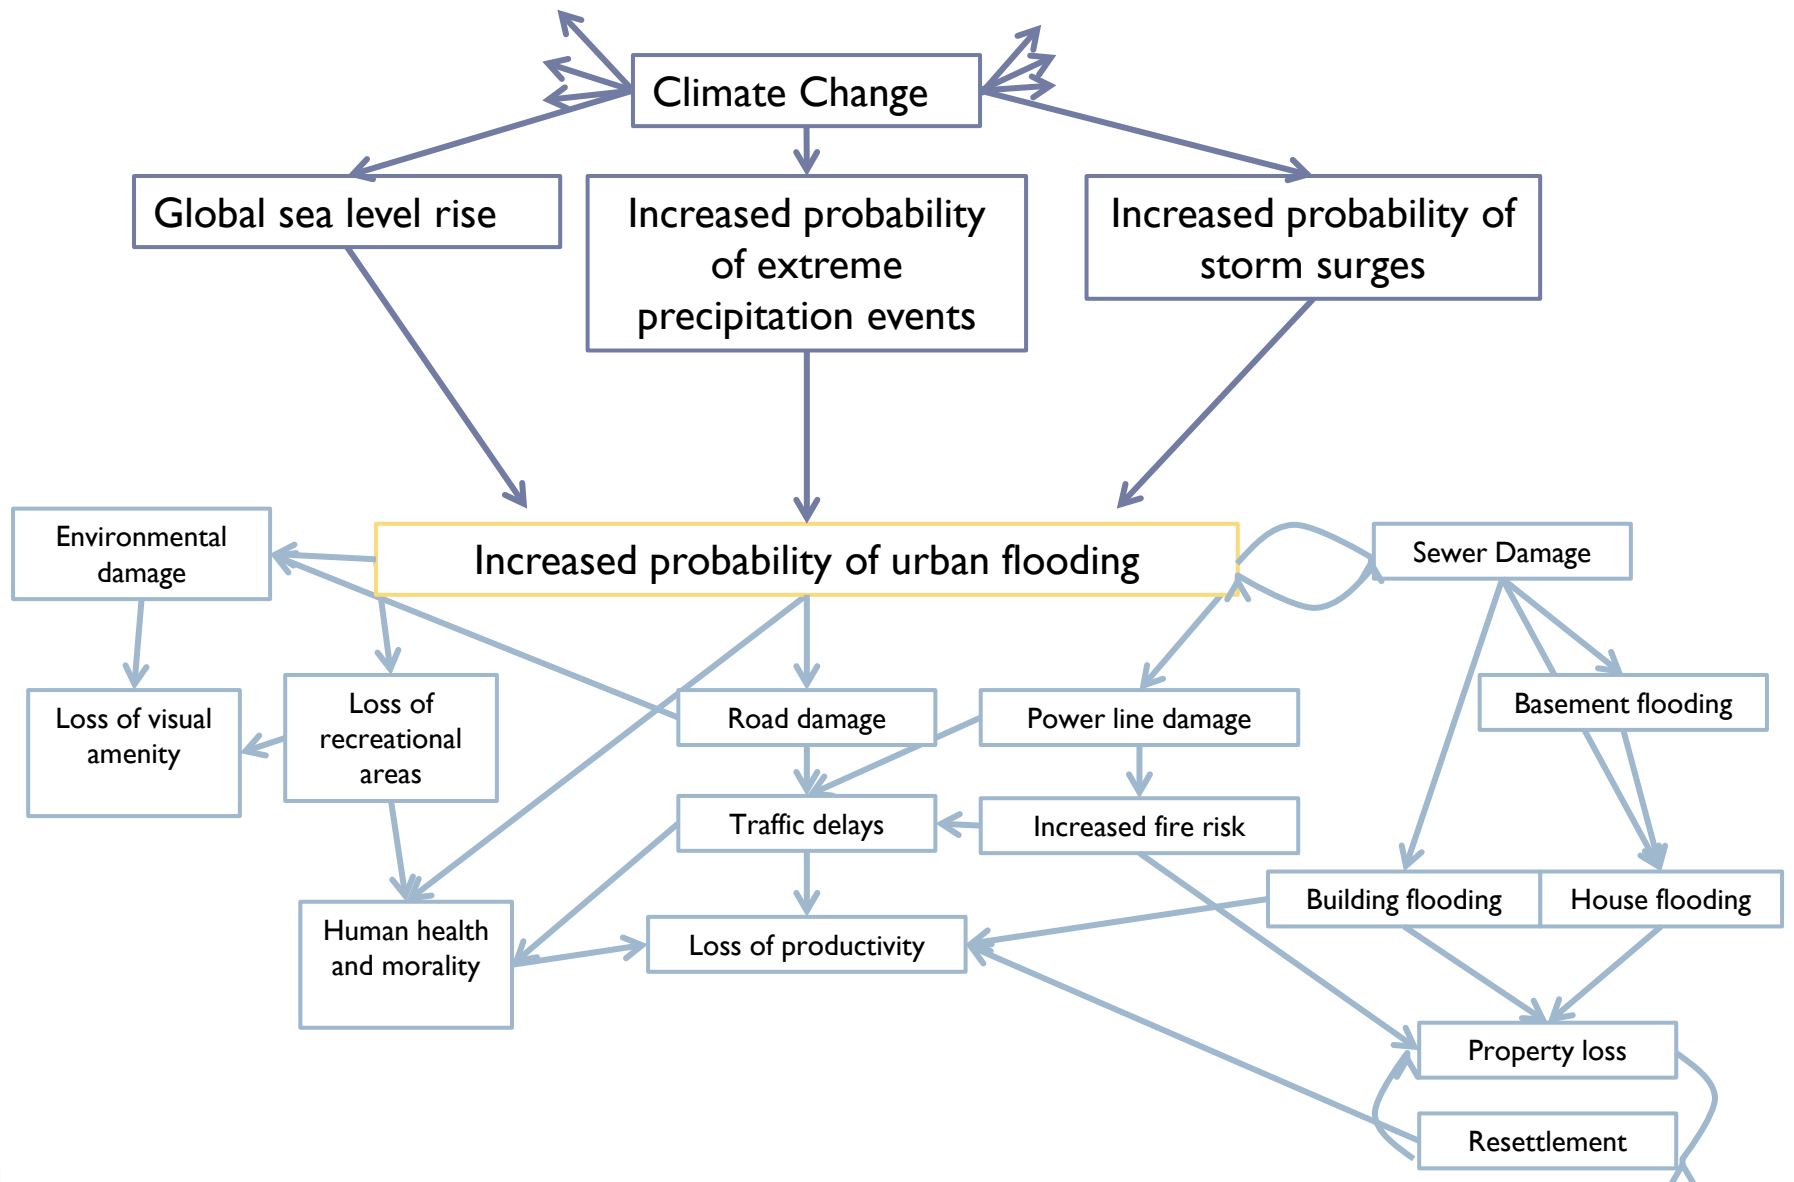 Climate Change
Global sea level rise
Increased probability
of extreme
precipitation events
Increased probability of
storm surges
Environmental
damage
Increased probability of urban flooding
Sewer Damage
Loss of visual
amenity
Loss of
recreational
areas
Road damage
Power line damage
Basement flooding
Traffic delays
Increased fire risk
Human health
and morality
Loss of productivity
Building flooding
House flooding
Property loss
Resettlement